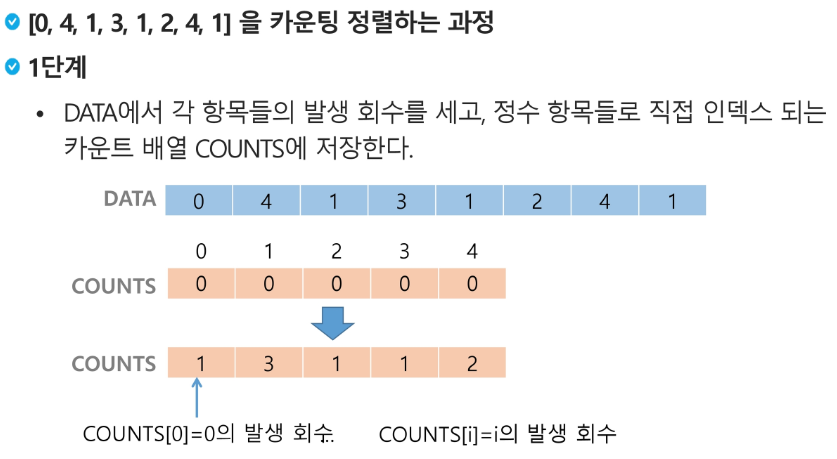 [0, 4, 1, 3, 1, 2, 4, 1] 을 카운팅 정렬하는 과정
1단계
• DATA에서 각 항목들의 발생 회수를 세고, 정수 항목들로 직접 인덱스 되는
카운트 배열 COUNTS에 저장한다.
DATA 0 4 1 3 1 2 4 1
0 1 2 3 4
COUNTS 0 0 0 0 0
COUNTS 1 3 1 1 2
COUNTS[0]=0의 발생 회수.. COUNTS[i]=i의 발생 회수